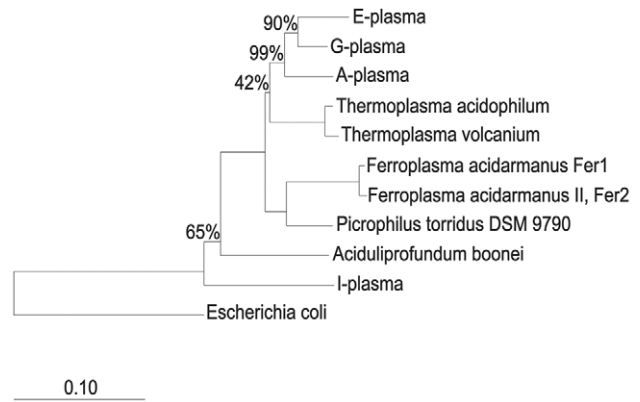 90%
E-plasma
G-plasma
99%
A-plasma
42%
Thermoplasma acidophilum
Thermoplasma volcanium
Ferroplasma acidarmanus Fer1
Ferroplasma acidarmanus II, Fer2
Picrophilus torridus DSM 9790
65%
Aciduliprofundum boonei
I-plasma
Escherichia coli
0.10